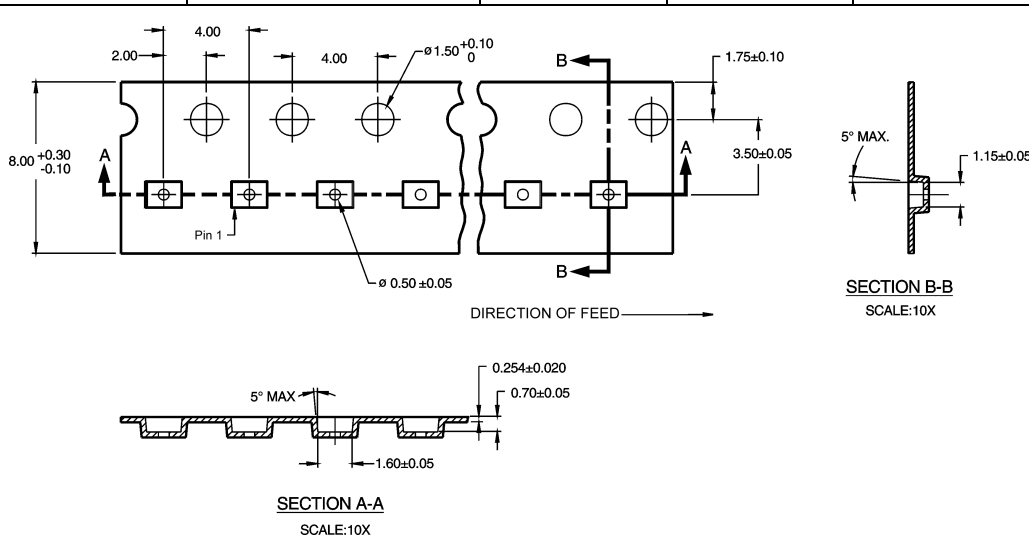 4.00
2.00
4.00
ø1.50 +0.10
0
B
1.75±0.10
8.00 +0.30
-0.10
A
A
3.50±0.05
5° MAX.
1.15±0.05
Pin 1
B
ø 0.50 ±0.05
SECTION B-B
SCALE:10X
DIRECTION OF FEED
0.254±0.020
5° MAX
0.70±0.05
1.60±0.05
SECTION A-A
SCALE:10X